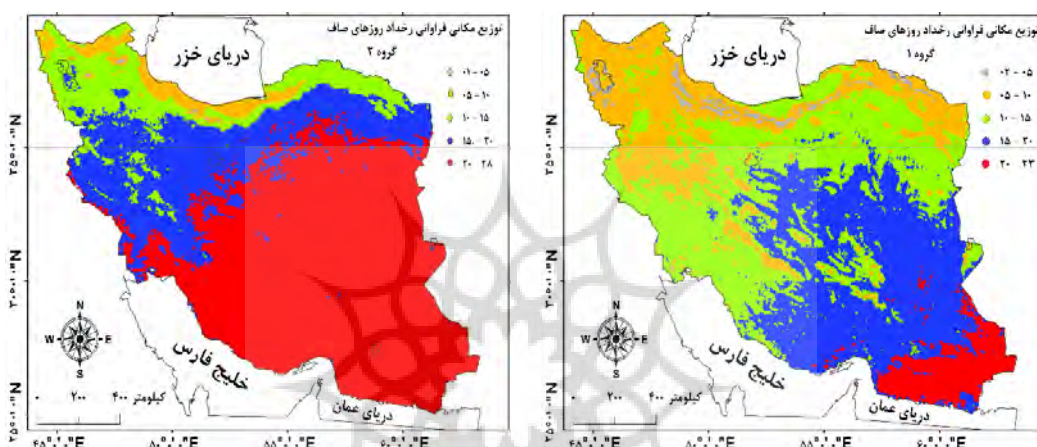 توزیع مکانی فراوانی رخداد روزهای صاف
گروه ۱
۰۲ - ۰۵
۰۵ - ۱۰
۱۰ - ۱۵
۱۵ - ۲۰
۲۰ - ۲۳
دریای خزر
خلیج فارس
دریای عمان
N
W
E
S
۰ ۲۰۰ ۴۰۰ کیلومتر
توزیع مکانی فراوانی رخداد روزهای صاف
گروه ۲
۰۱ - ۰۵
۰۵ - ۱۰
۱۰ - ۱۵
۱۵ - ۲۰
۲۰ - ۲۸
دریای خزر
خلیج فارس
دریای عمان
N
W
E
S
۰ ۲۰۰ ۴۰۰ کیلومتر